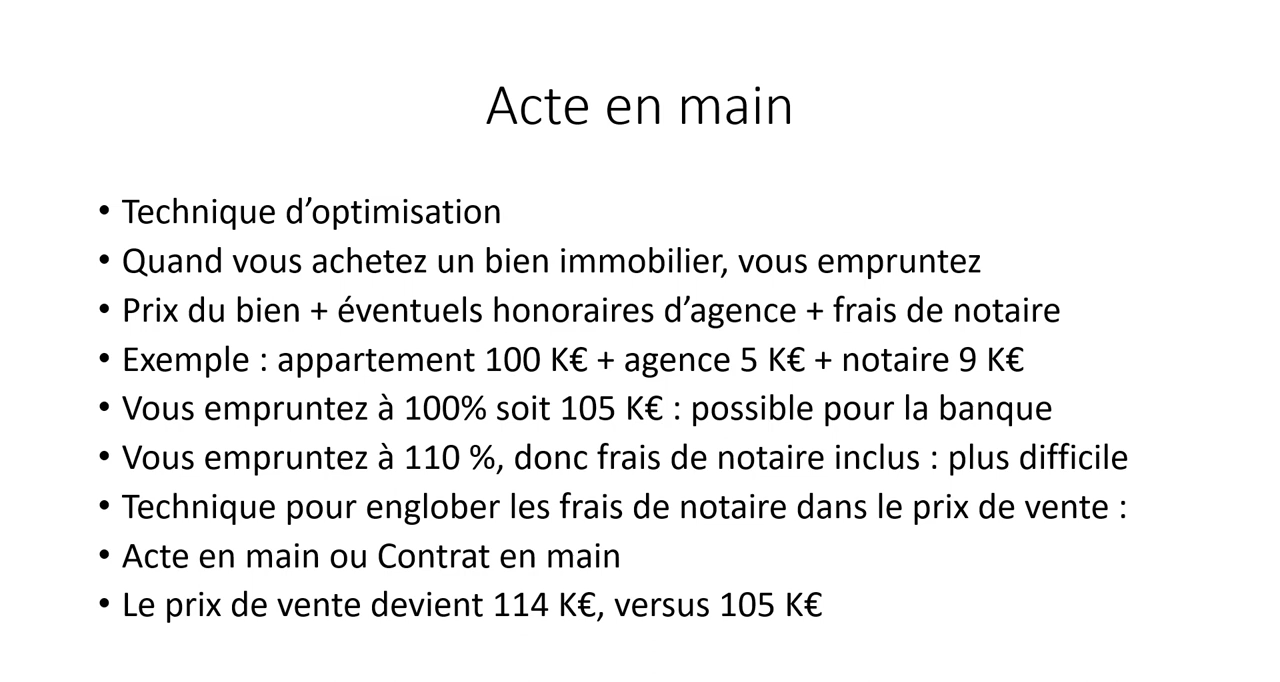 Acte en main
• Technique d’optimisation
• Quand vous achetez un bien immobilier, vous empruntez
• Prix du bien + éventuels honoraires d’agence + frais de notaire
• Exemple : appartement 100 K€ + agence 5 K€ + notaire 9 K€
• Vous empruntez à 100% soit 105 K€ : possible pour la banque
• Vous empruntez à 110 %, donc frais de notaire inclus : plus difficile
• Technique pour englober les frais de notaire dans le prix de vente :
• Acte en main ou Contrat en main
• Le prix de vente devient 114 K€, versus 105 K€